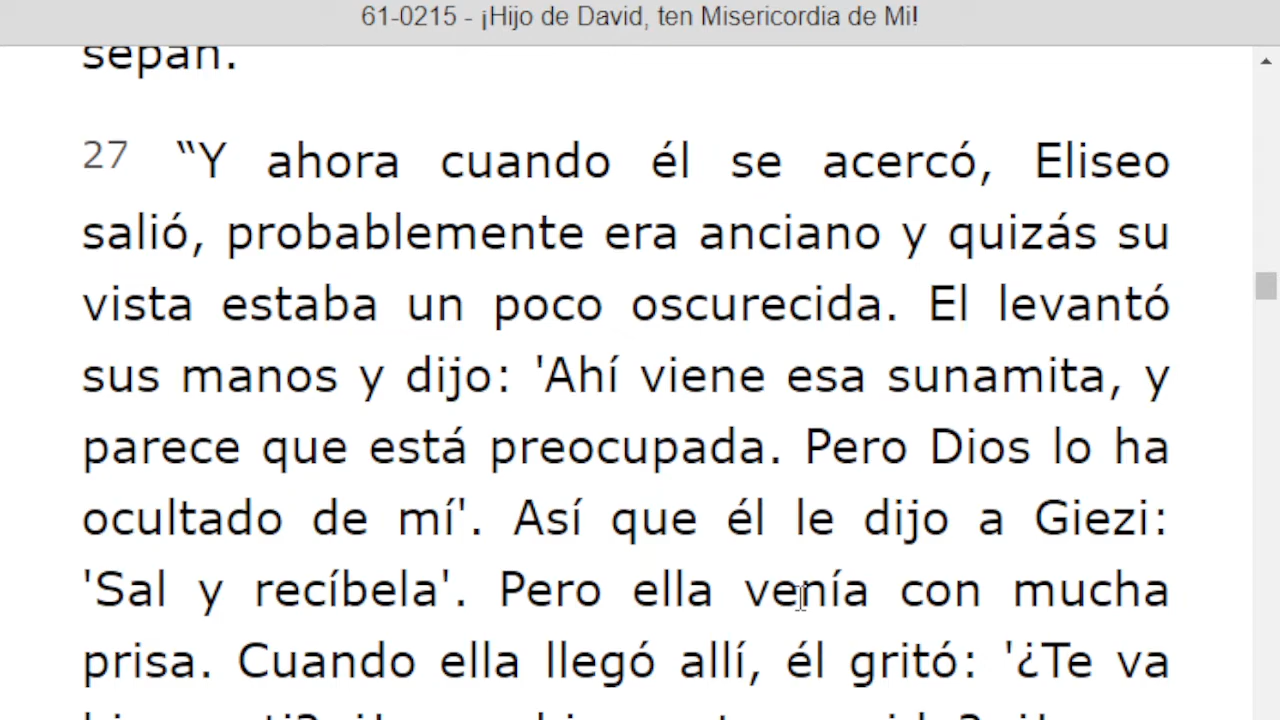 61-0215 - ¡Hijo de David, ten Misericordia de Mi!
sepan.
27 “Y ahora cuando él se acercó, Eliseo
salió, probablemente era anciano y quizás su
vista estaba un poco oscurecida. El levantó
sus manos y dijo: 'Ahí viene esa sunamita, y
parece que está preocupada. Pero Dios lo ha
ocultado de mí'. Así que él le dijo a Giezi:
'Sal y recíbela'. Pero ella venía con mucha
prisa. Cuando ella llegó allí, él gritó: '¿Te va